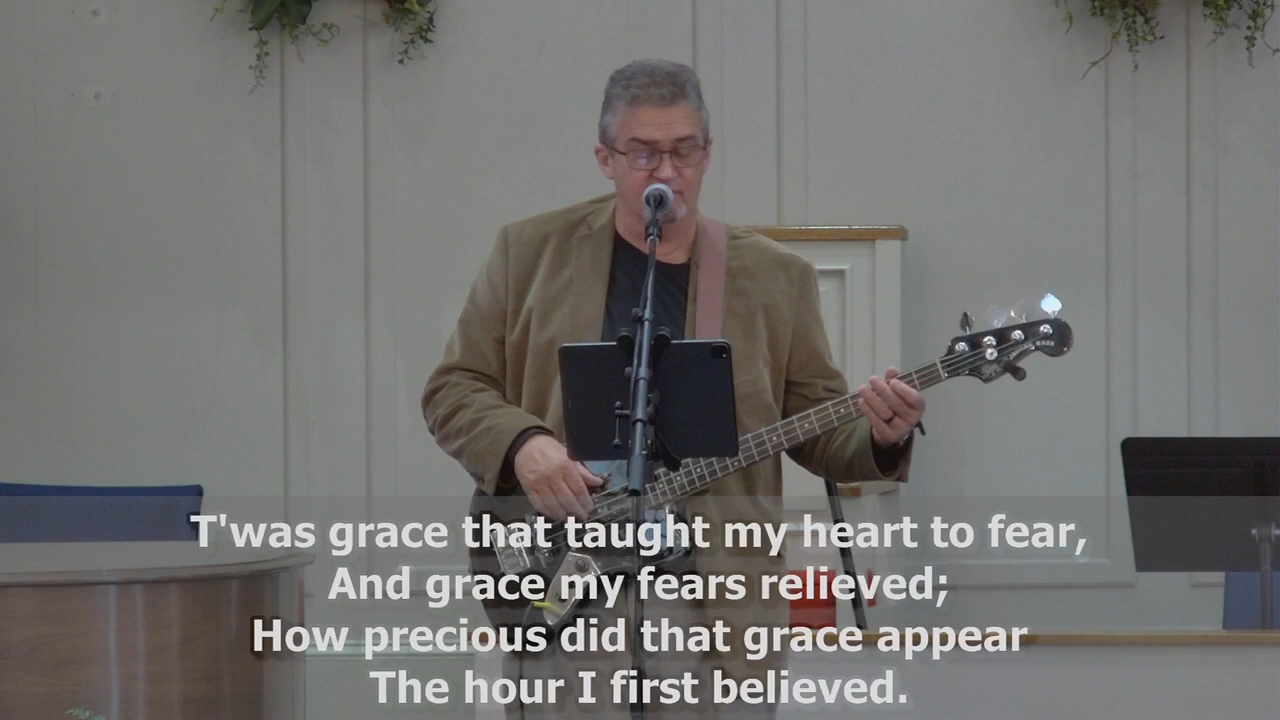 T'was grace that taught my heart to fear,
And grace my fears relieved;
How precious did that grace appear
The hour I first believed.